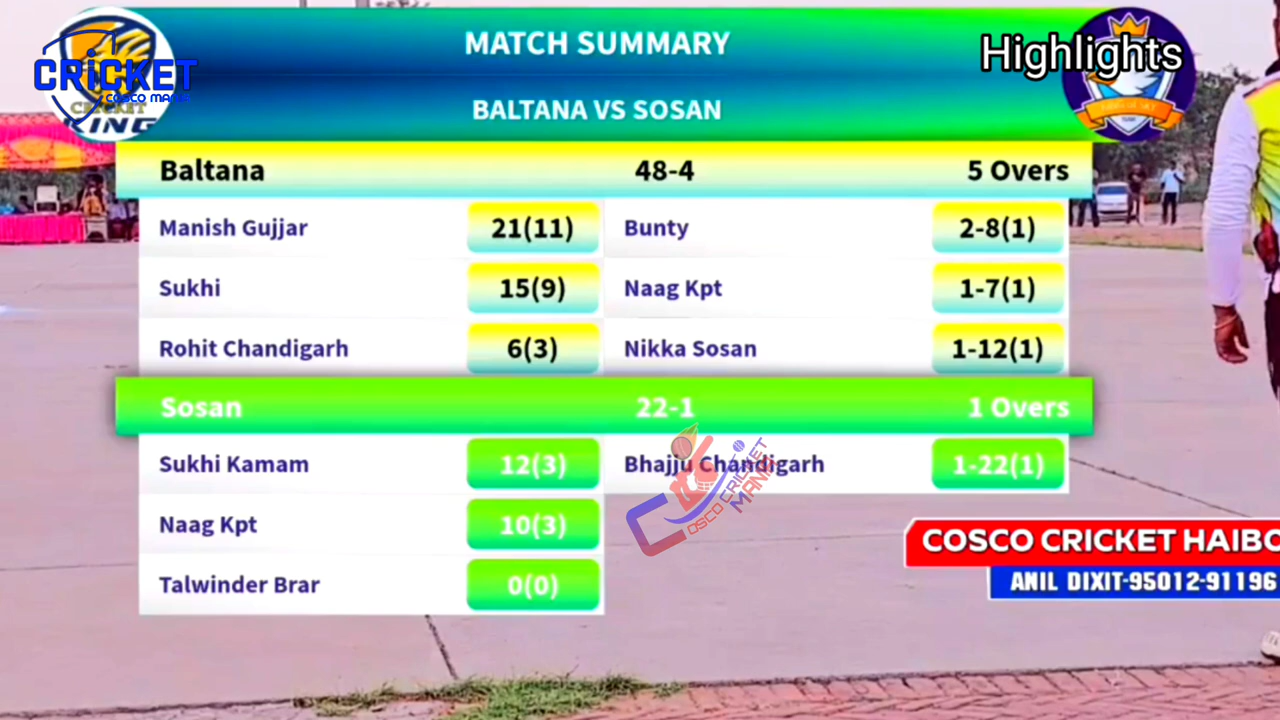 CRiCKET
COSCO MANIA
CRICKET
KING
MATCH SUMMARY
Highlights
BALTANA VS SOSAN
Baltana 48-4 5 Overs
Manish Gujjar 21(11) Bunty 2-8(1)
Sukhi 15(9) Naag Kpt 1-7(1)
Rohit Chandigarh 6(3) Nikka Sosan 1-12(1)
Sosan 22-1 1 Overs
Sukhi Kamam 12(3) Bhajju Chandigarh 1-22(1)
Naag Kpt 10(3)
Talwinder Brar 0(0)
COSCO CRICKET
MANIA
COSCO CRICKET HAIBO
ANIL DIXIT-95012-91196